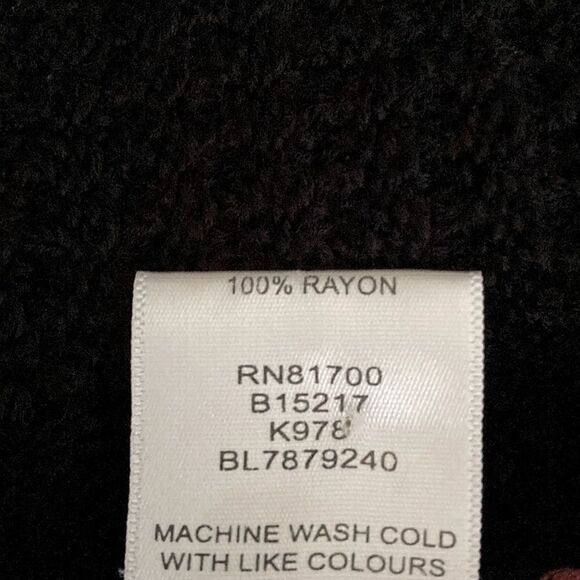 100% RAYON
RN81700
B15217
K978
BL7879240
MACHINE WASH COLD
WITH LIKE COLOURS